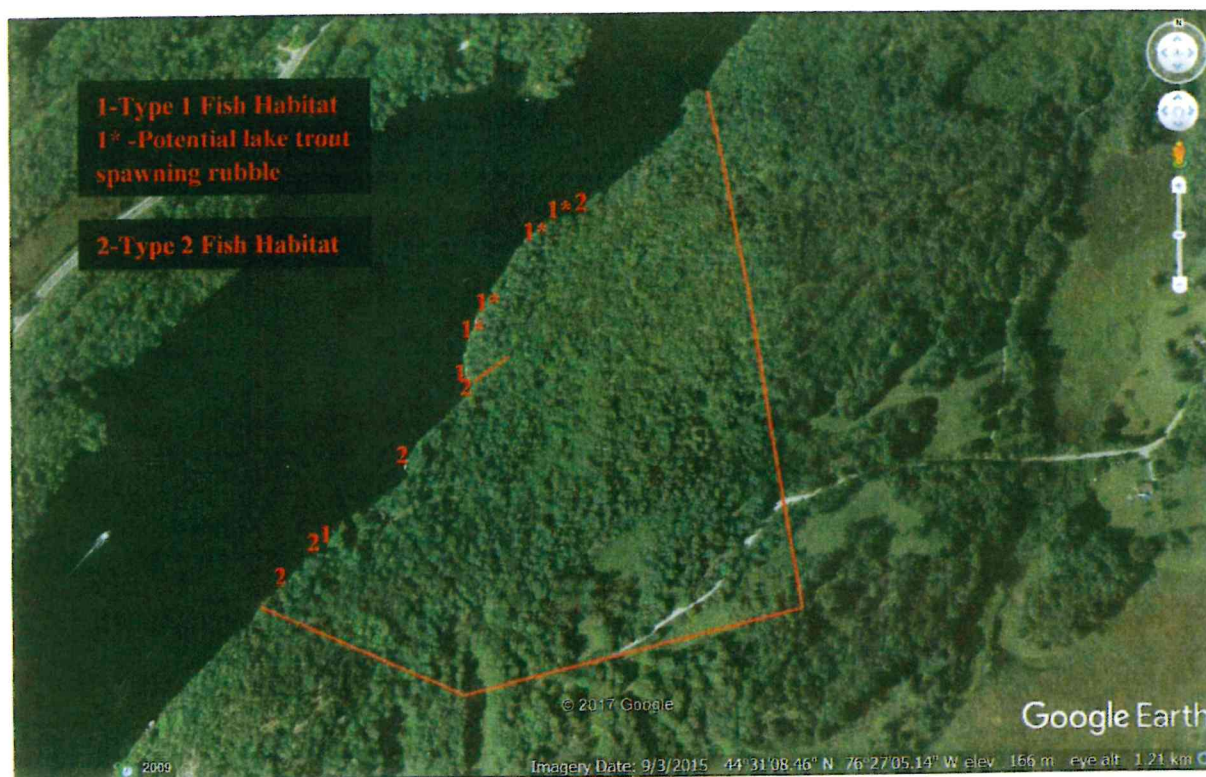 N
1-Type 1 Fish Habitat
1* -Potential lake trout
spawning rubble
2-Type 2 Fish Habitat
1* 2
1*
1*
1*
1
2
2
2 1
2
© 2017 Google
Google Earth
2009
Imagery Date: 9/3/2015 44°31'08.46" N 76°27'05.14" W elev 166 m eye alt 1.21 km